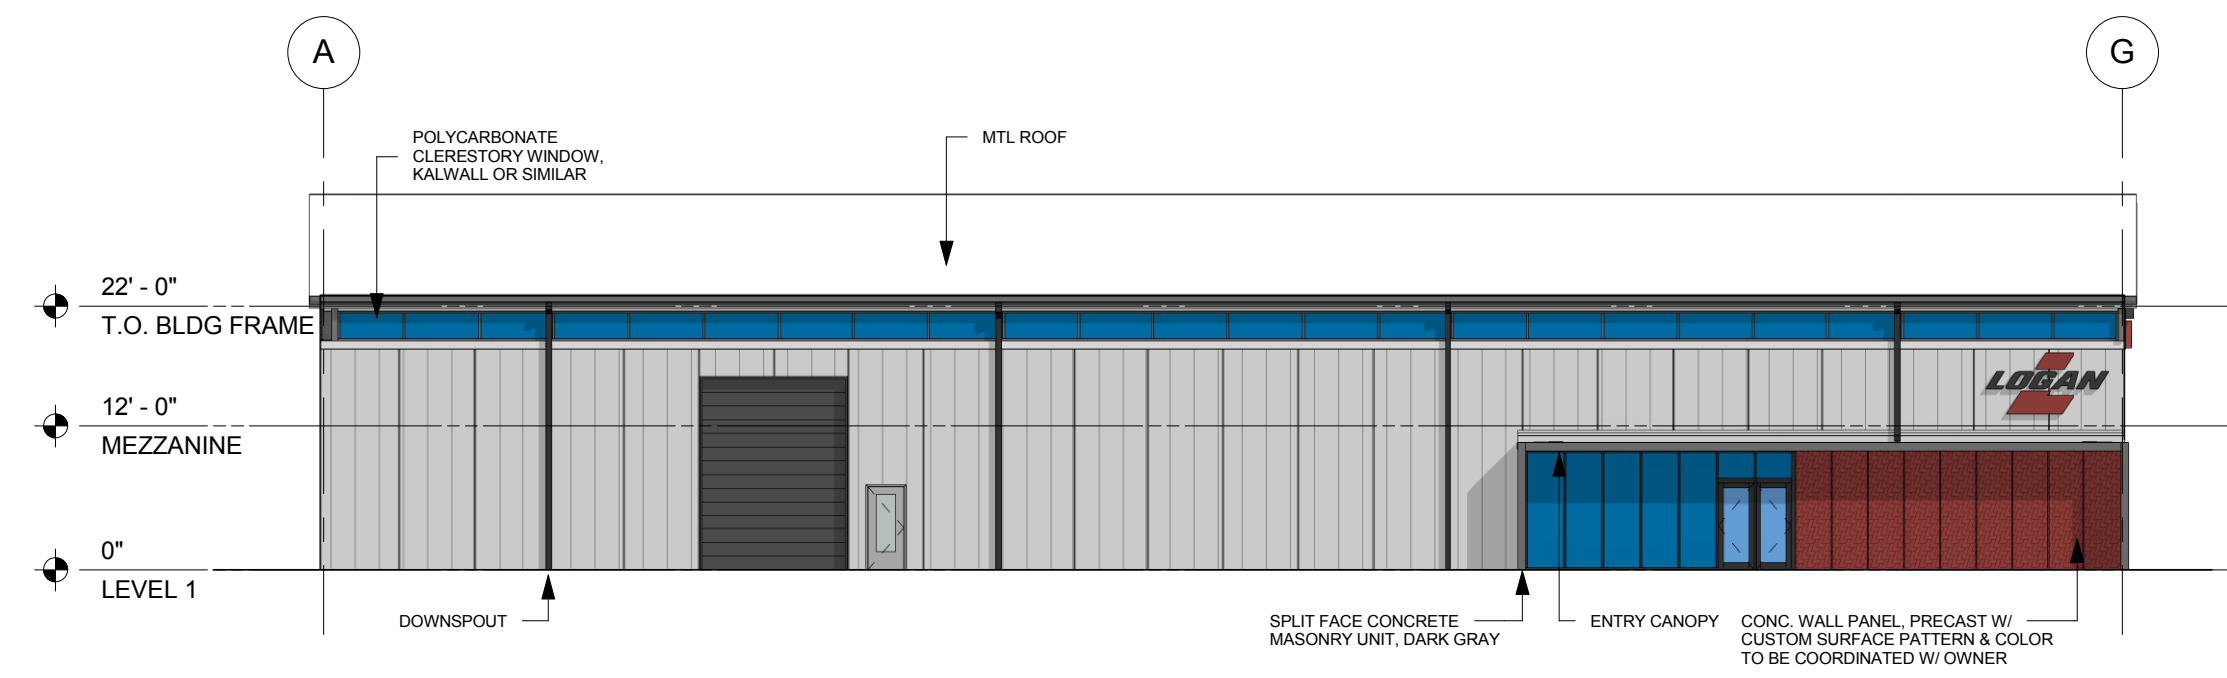 A
G
POLYCARBONATE
CLERESTORY WINDOW,
KALWALL OR SIMILAR
MTL ROOF
22' - 0"
T.O. BLDG FRAME
12' - 0"
MEZZANINE
LOGAN
0"
LEVEL 1
DOWNSPOUT
SPLIT FACE CONCRETE
MASONRY UNIT, DARK GRAY
ENTRY CANOPY
CONC. WALL PANEL, PRECAST W/
CUSTOM SURFACE PATTERN & COLOR
TO BE COORDINATED W/ OWNER